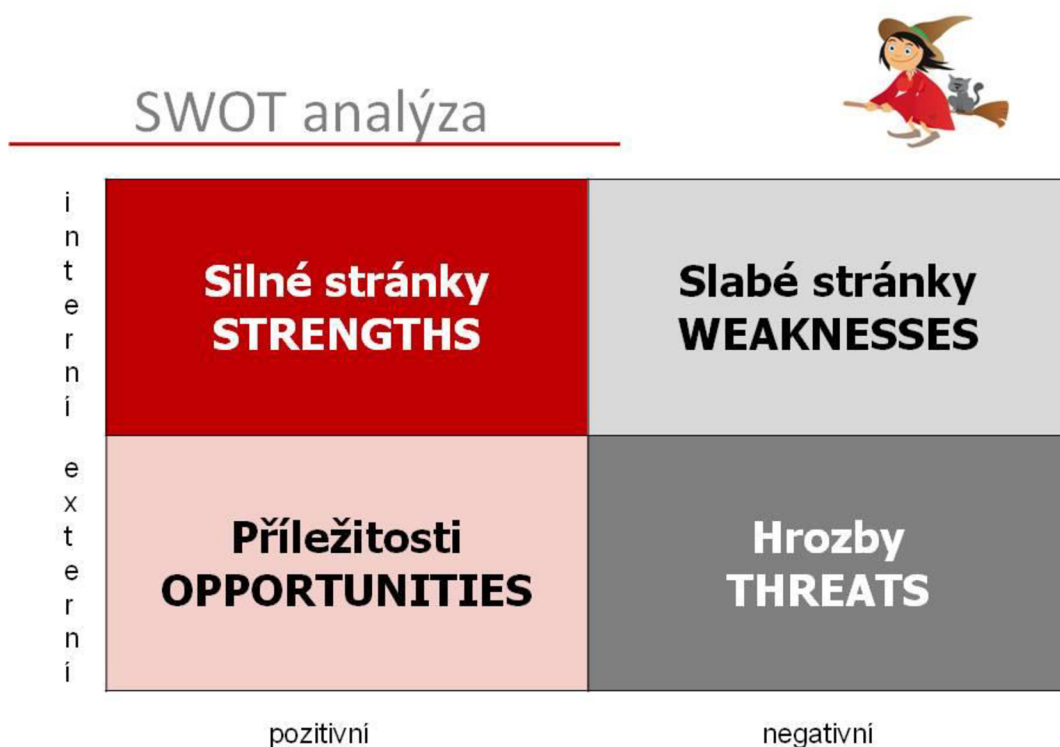 SWOT analýza
interní
Silné stránky
STRENGTHS
Slabé stránky
WEAKNESSES
externí
Příležitosti
OPPORTUNITIES
Hrozby
THREATS
pozitivní
negativní